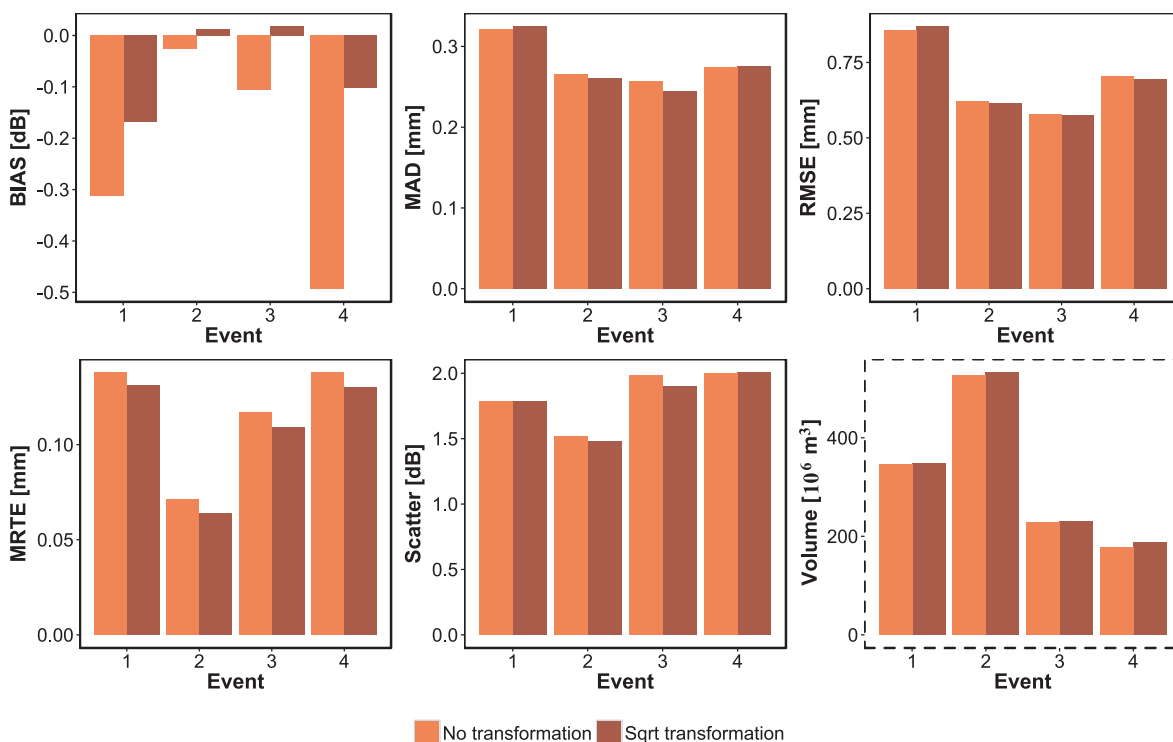 BIAS [dB]
0.0
-0.1
-0.2
-0.3
-0.4
-0.5
1 2 3 4
Event
MAD [mm]
0.3
0.2
0.1
0.0
1 2 3 4
Event
RMSE [mm]
0.75
0.50
0.25
0.00
1 2 3 4
Event
MRTE [mm]
0.10
0.05
0.00
1 2 3 4
Event
Scatter [dB]
2.0
1.5
1.0
0.5
0.0
1 2 3 4
Event
Volume [10⁶ m³]
400
200
0
1 2 3 4
Event
No transformation Sqrt transformation